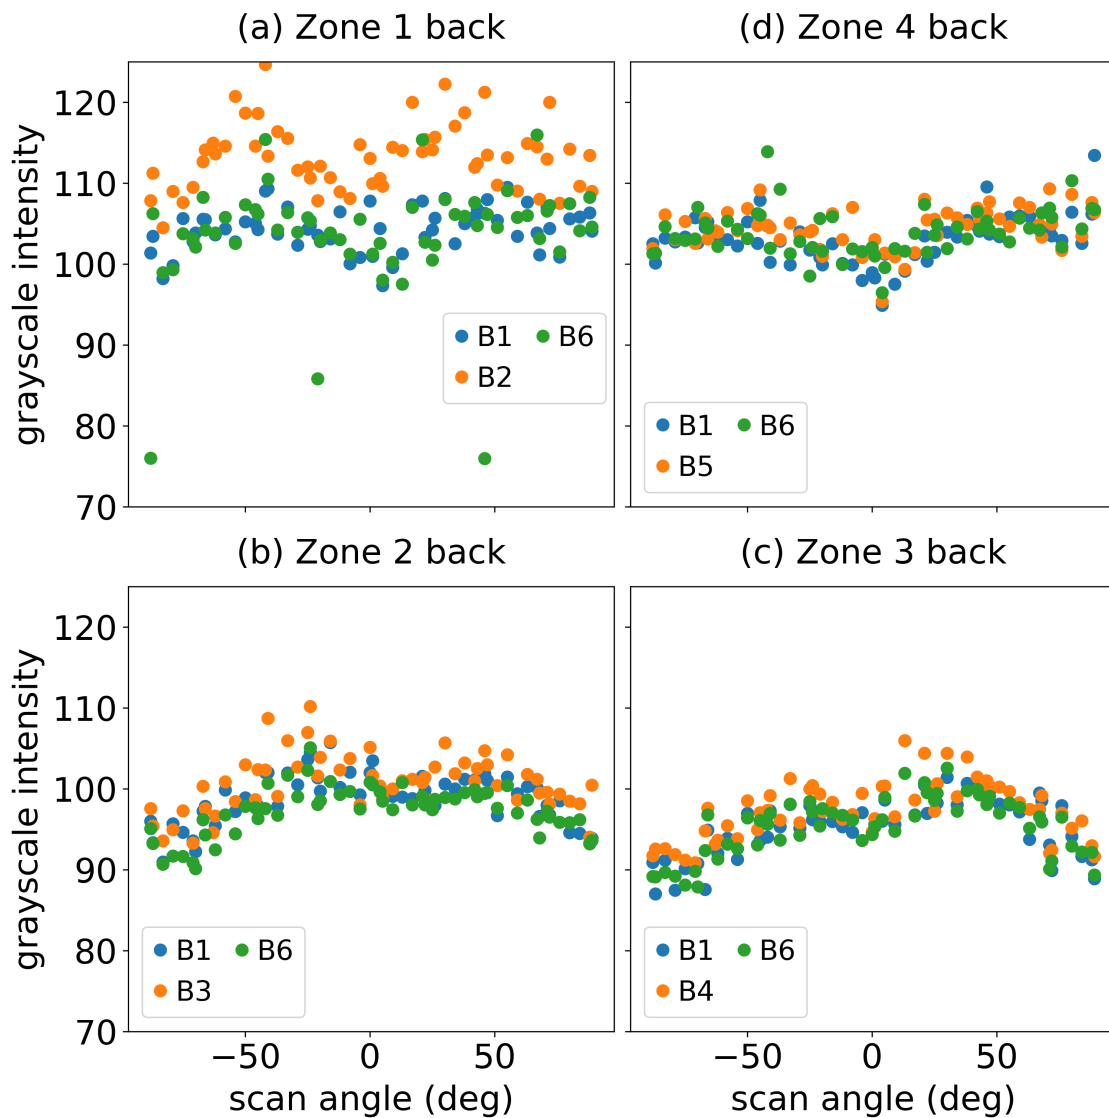 (a) Zone 1 back
(d) Zone 4 back
grayscale intensity
120
110
100
90
80
70
B1
B6
B2
B1
B6
B5
(b) Zone 2 back
(c) Zone 3 back
grayscale intensity
120
110
100
90
80
70
B1
B6
B3
B1
B6
B4
−50
0
50
−50
0
50
scan angle (deg)
scan angle (deg)